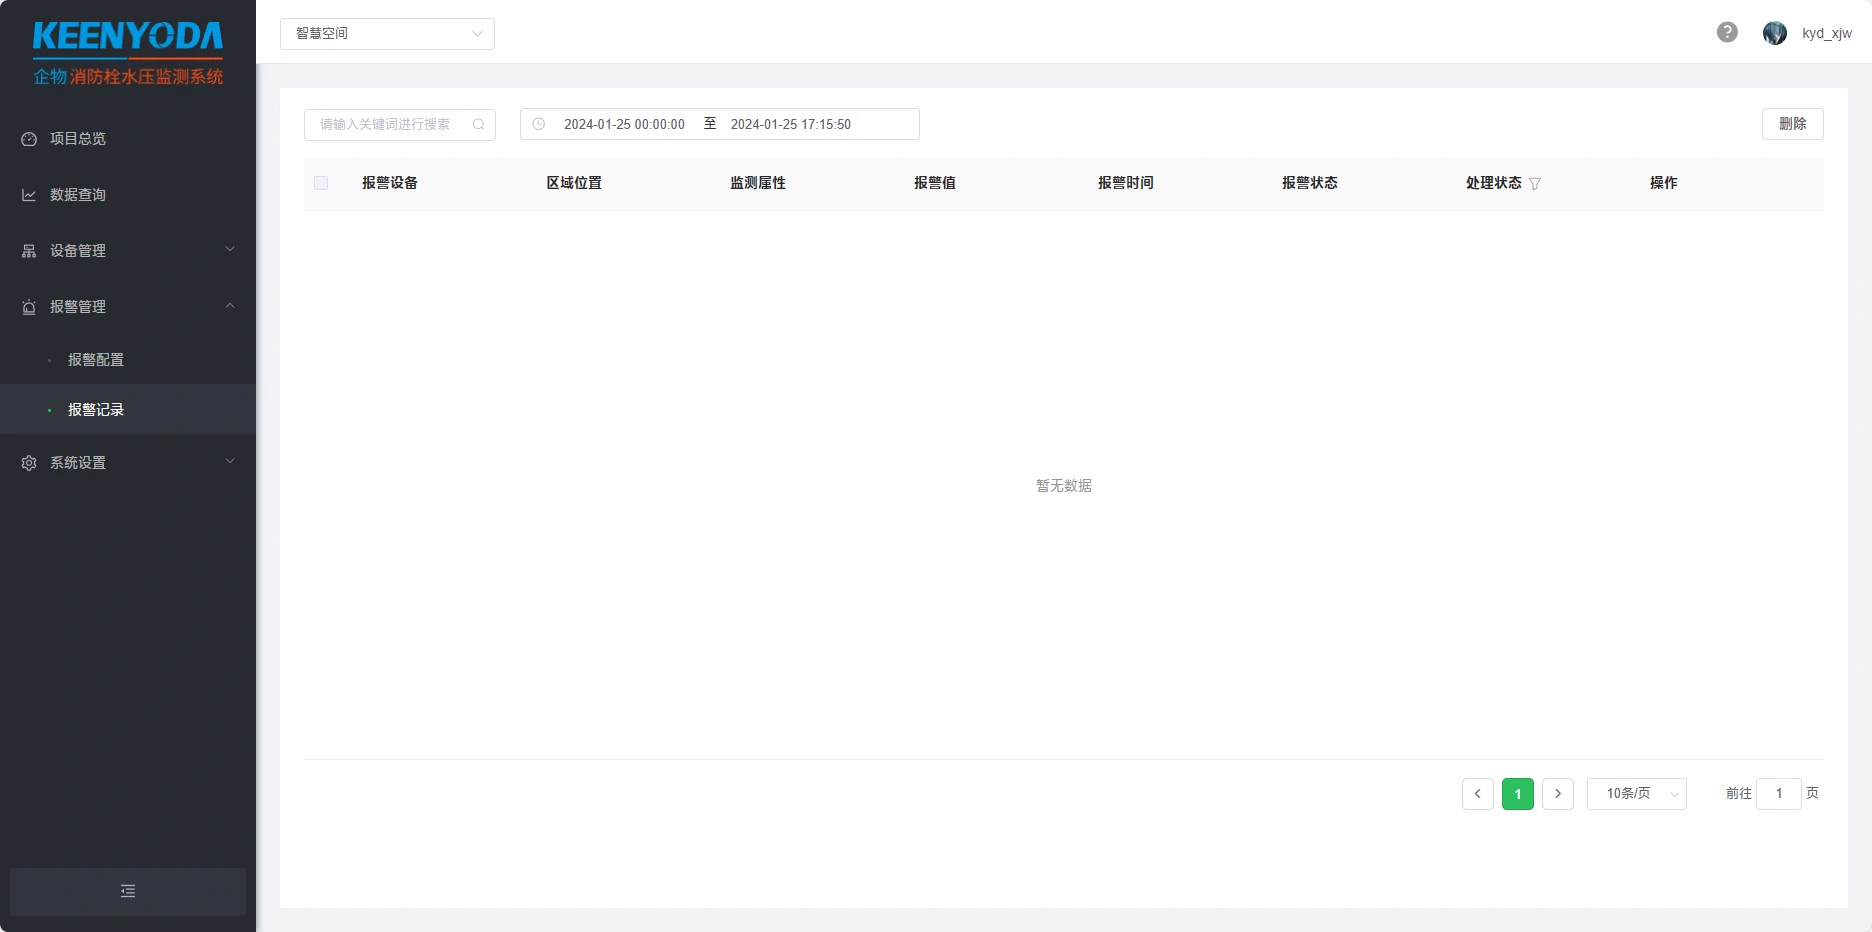 KEENYODA
企物 消防栓水压监测系统
智慧空间
? kyd_xjw
项目总览
数据查询
设备管理
报警管理
报警配置
报警记录
系统设置
请输入关键词进行搜索
2024-01-25 00:00:00 至 2024-01-25 17:15:50
删除
报警设备 区域位置 监测属性 报警值 报警时间 报警状态 处理状态 操作
暂无数据
1 10条/页 前往 1 页